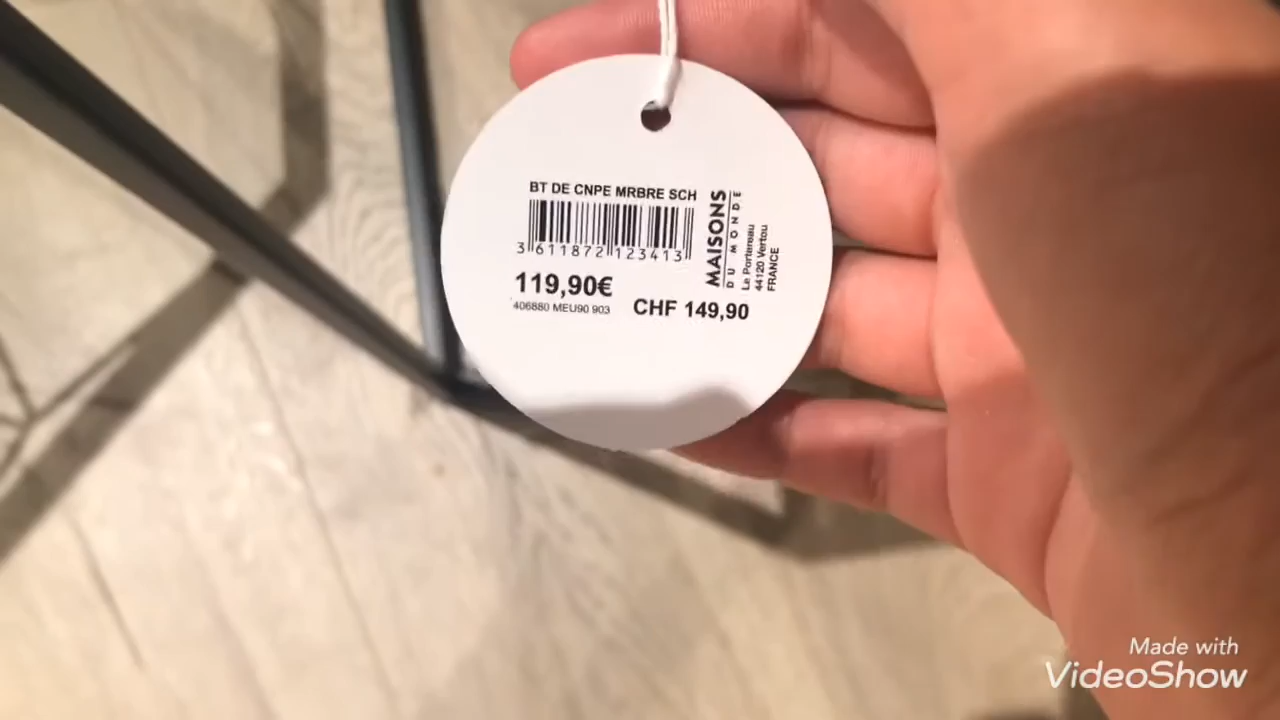 BT DE CNPE MRBRE SCH
3 611872 123413
119,90€
406880 MEU90 903
CHF 149,90
MAISONS
DU MONDE
Le Portereau
44120 Vertou
FRANCE
Made with
VideoShow